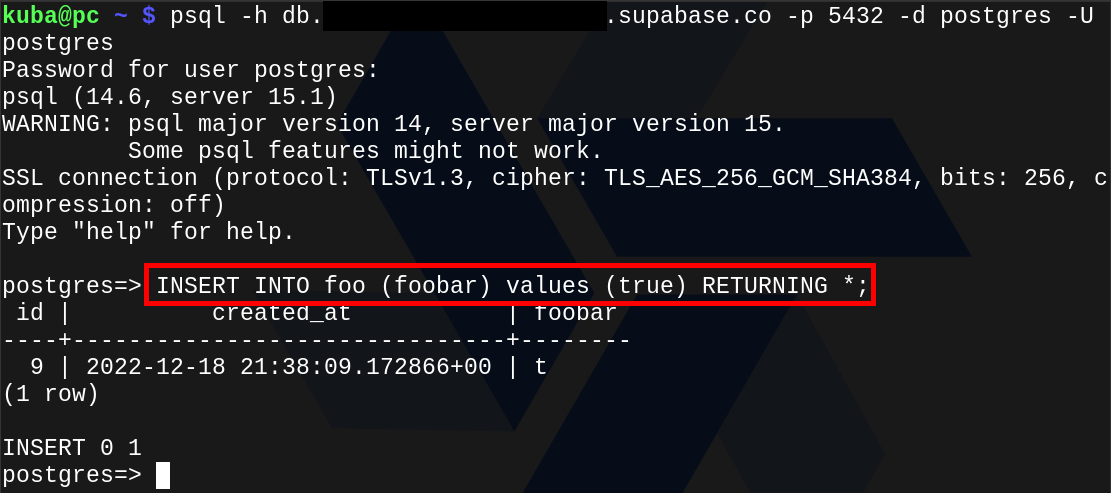 kuba@pc ~ $ psql -h db. .supabase.co -p 5432 -d postgres -U
postgres
Password for user postgres:
psql (14.6, server 15.1)
WARNING: psql major version 14, server major version 15.
         Some psql features might not work.
SSL connection (protocol: TLSv1.3, cipher: TLS_AES_256_GCM_SHA384, bits: 256, c
ompression: off)
Type "help" for help.

postgres=> INSERT INTO foo (foobar) values (true) RETURNING *;
 id |          created_at           | foobar
----+-------------------------------+--------
  9 | 2022-12-18 21:38:09.172866+00 | t
(1 row)

INSERT 0 1
postgres=>